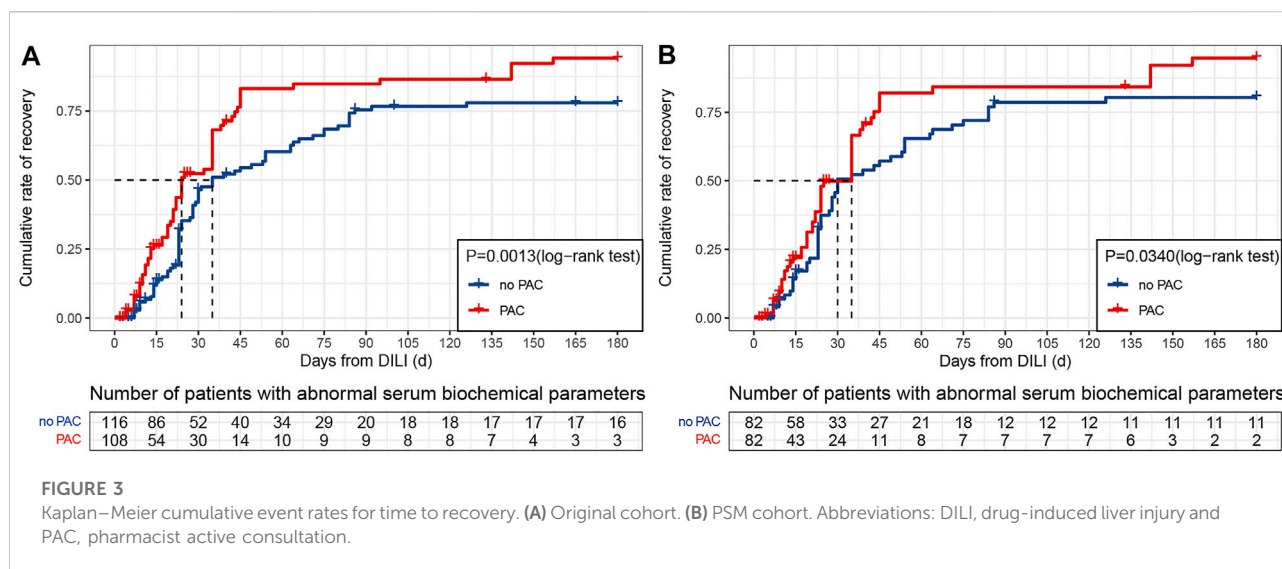 A
B
Cumulative rate of recovery
0.75
0.50
0.25
0.00
P=0.0013(log−rank test)
no PAC
PAC
0 15 30 45 60 75 90 105 120 135 150 165 180
Days from DILI (d)
Number of patients with abnormal serum biochemical parameters
no PAC 116 86 52 40 34 29 20 18 18 17 17 17 16
PAC 108 54 30 14 10 9 9 8 8 7 4 3 3
Cumulative rate of recovery
0.75
0.50
0.25
0.00
P=0.0340(log−rank test)
no PAC
PAC
0 15 30 45 60 75 90 105 120 135 150 165 180
Days from DILI (d)
Number of patients with abnormal serum biochemical parameters
no PAC 82 58 33 27 21 18 12 12 12 11 11 11 11
PAC 82 43 24 11 8 7 7 7 7 6 3 2 2
FIGURE 3
Kaplan–Meier cumulative event rates for time to recovery. (A) Original cohort. (B) PSM cohort. Abbreviations: DILI, drug-induced liver injury and
PAC, pharmacist active consultation.